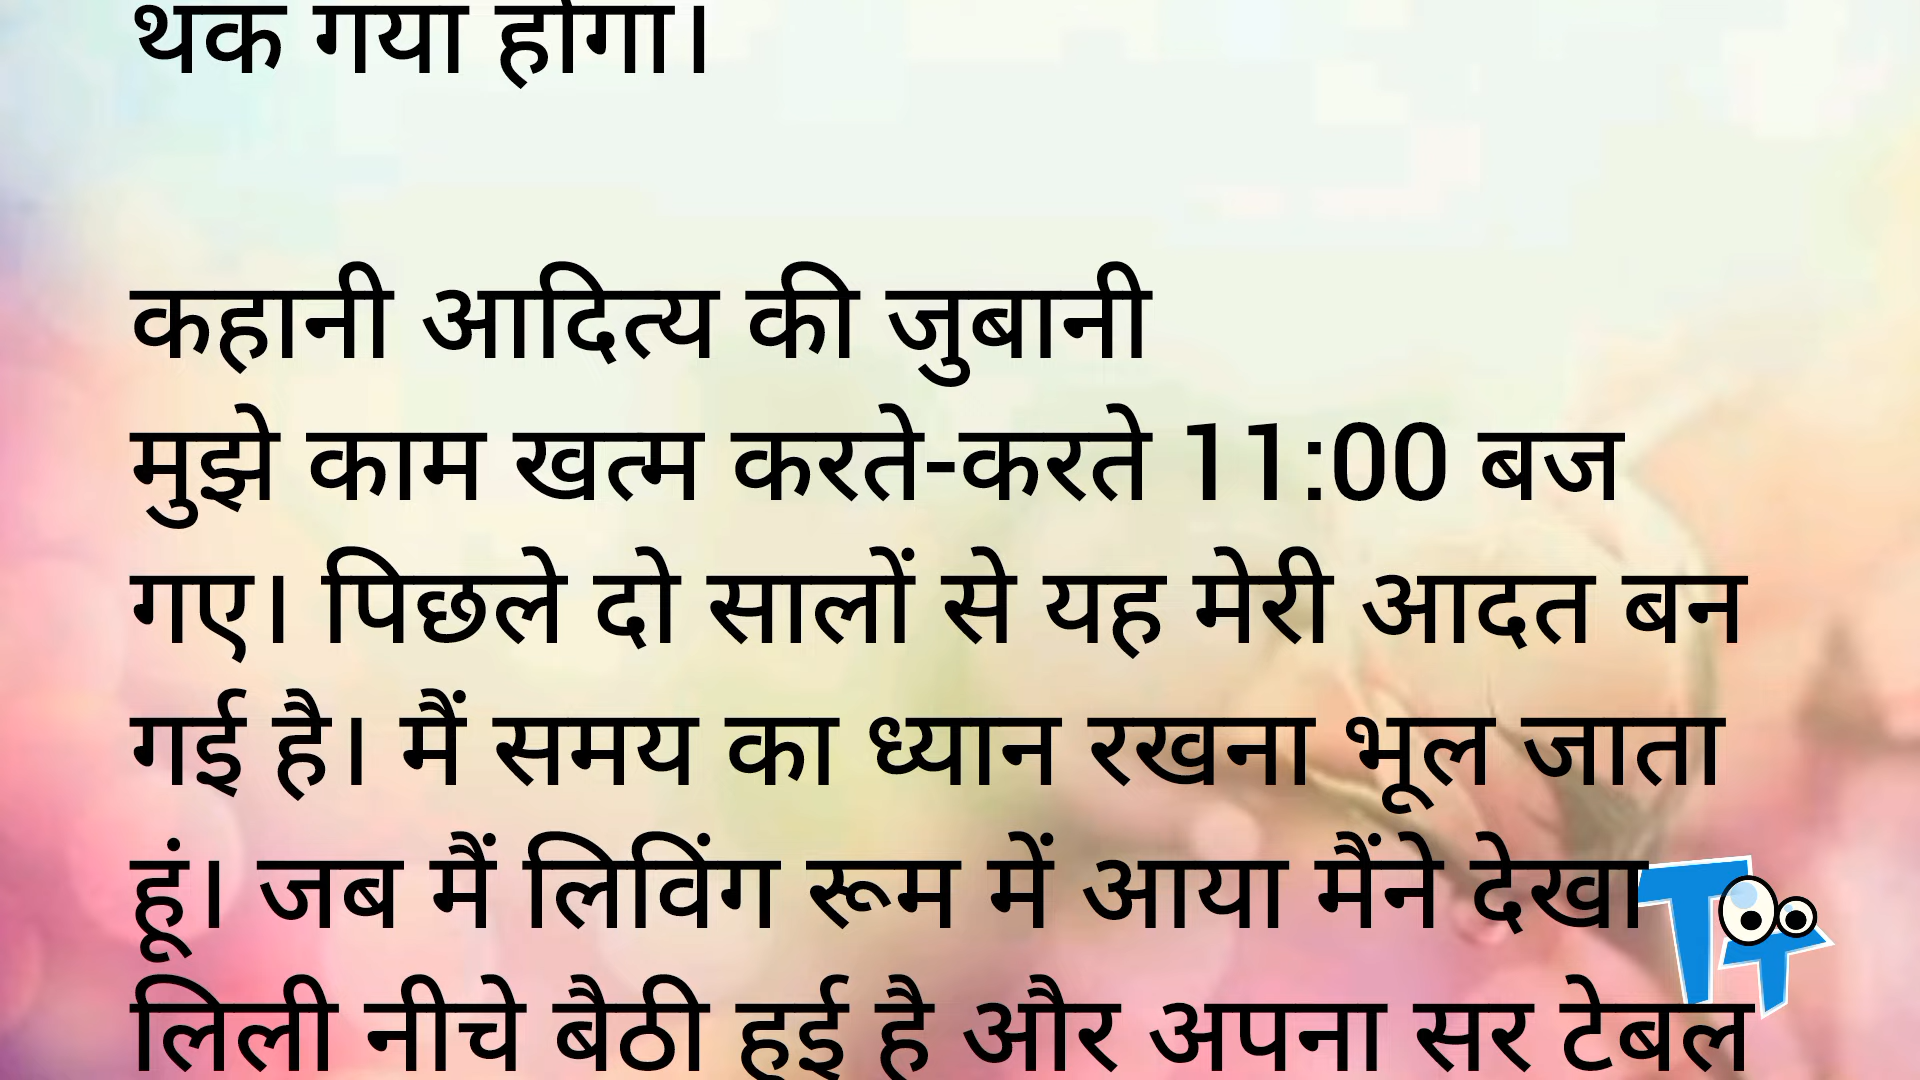 थक गया होगा।
कहानी आदित्य की जुबानी
मुझे काम खत्म करते-करते 11:00 बज
गए। पिछले दो सालों से यह मेरी आदत बन
गई है। मैं समय का ध्यान रखना भूल जाता
हूं। जब मैं लिविंग रूम में आया मैंने देखा
लिली नीचे बैठी हुई है और अपना सर टेबल
TT